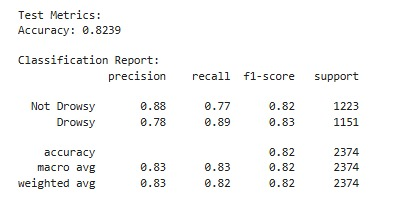 Test Metrics:
Accuracy: 0.8239
Classification Report:
precision recall f1-score support
Not Drowsy 0.88 0.77 0.82 1223
Drowsy 0.78 0.89 0.83 1151
accuracy 0.82 2374
macro avg 0.83 0.83 0.82 2374
weighted avg 0.83 0.82 0.82 2374